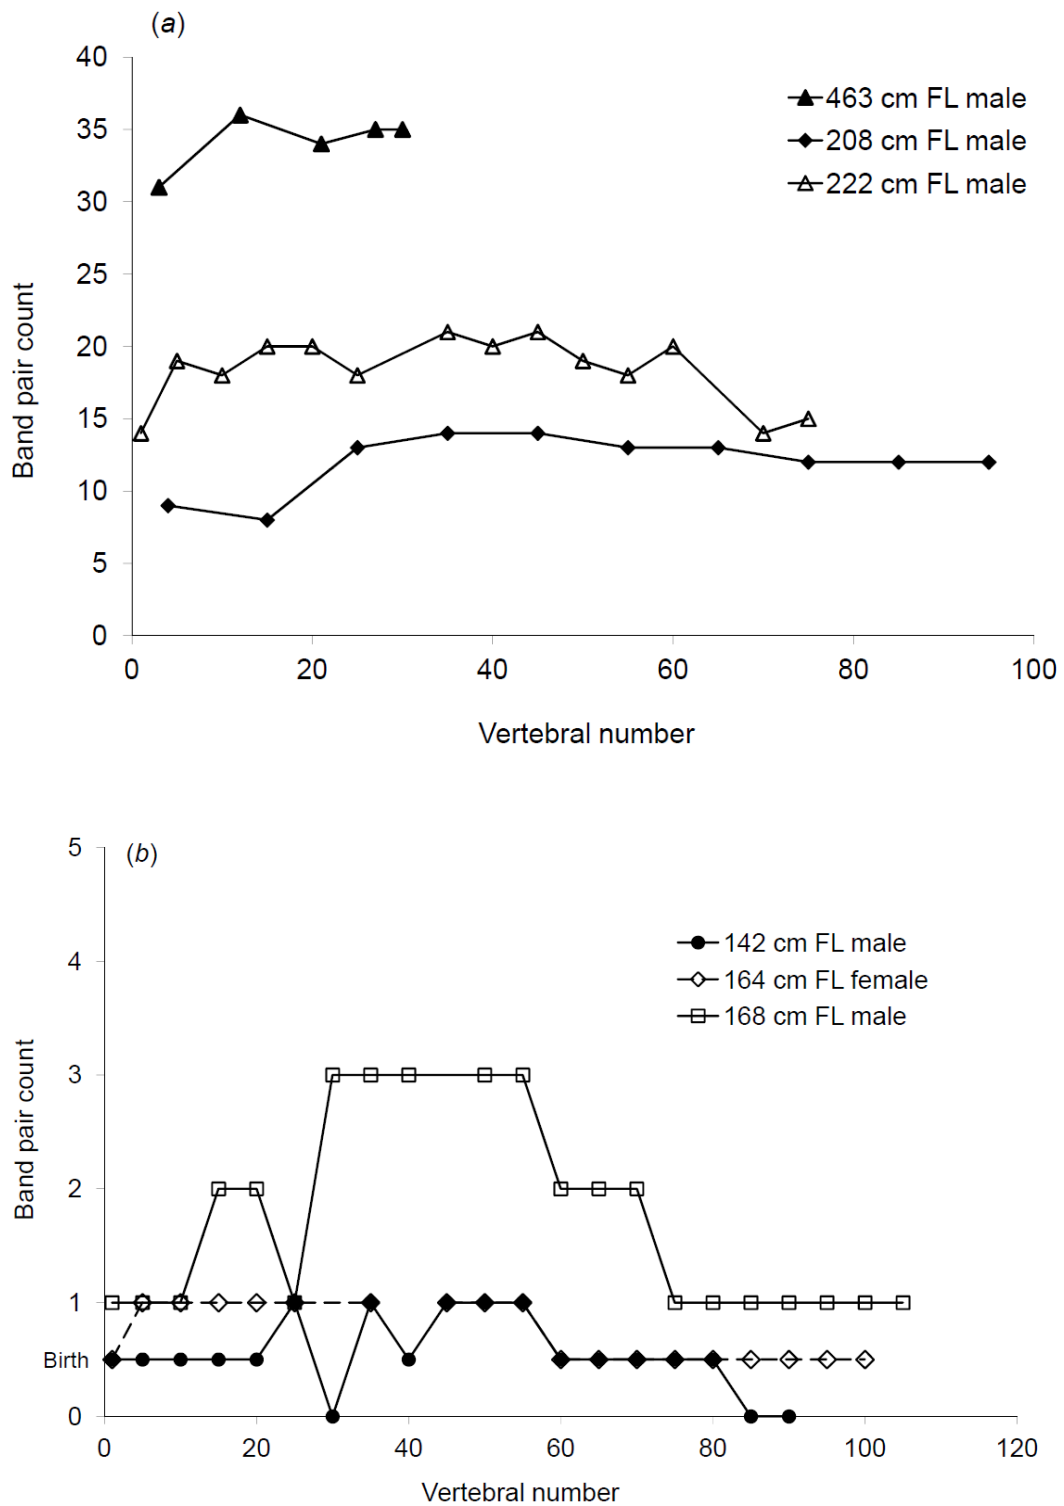 (a)
40
35
30
25
20
15
10
5
0
Band pair count
463 cm FL male
208 cm FL male
222 cm FL male
0 20 40 60 80 100
Vertebral number
(b)
5
4
3
2
1
Birth
0
Band pair count
142 cm FL male
164 cm FL female
168 cm FL male
0 20 40 60 80 100 120
Vertebral number